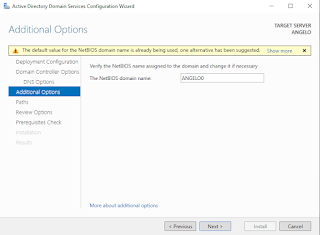 Active Directory Domain Services Configuration Wizard
Additional Options
TARGET SERVER
ANGELO
The default value for the NetBIOS domain name is already being used; one alternative has been suggested.
Show more
Deployment Configuration
Domain Controller Options
DNS Options
Additional Options
Paths
Review Options
Prerequisites Check
Installation
Results
Verify the NetBIOS name assigned to the domain and change it if necessary
The NetBIOS domain name:
ANGELO0
More about additional options
< Previous
Next >
Install
Cancel